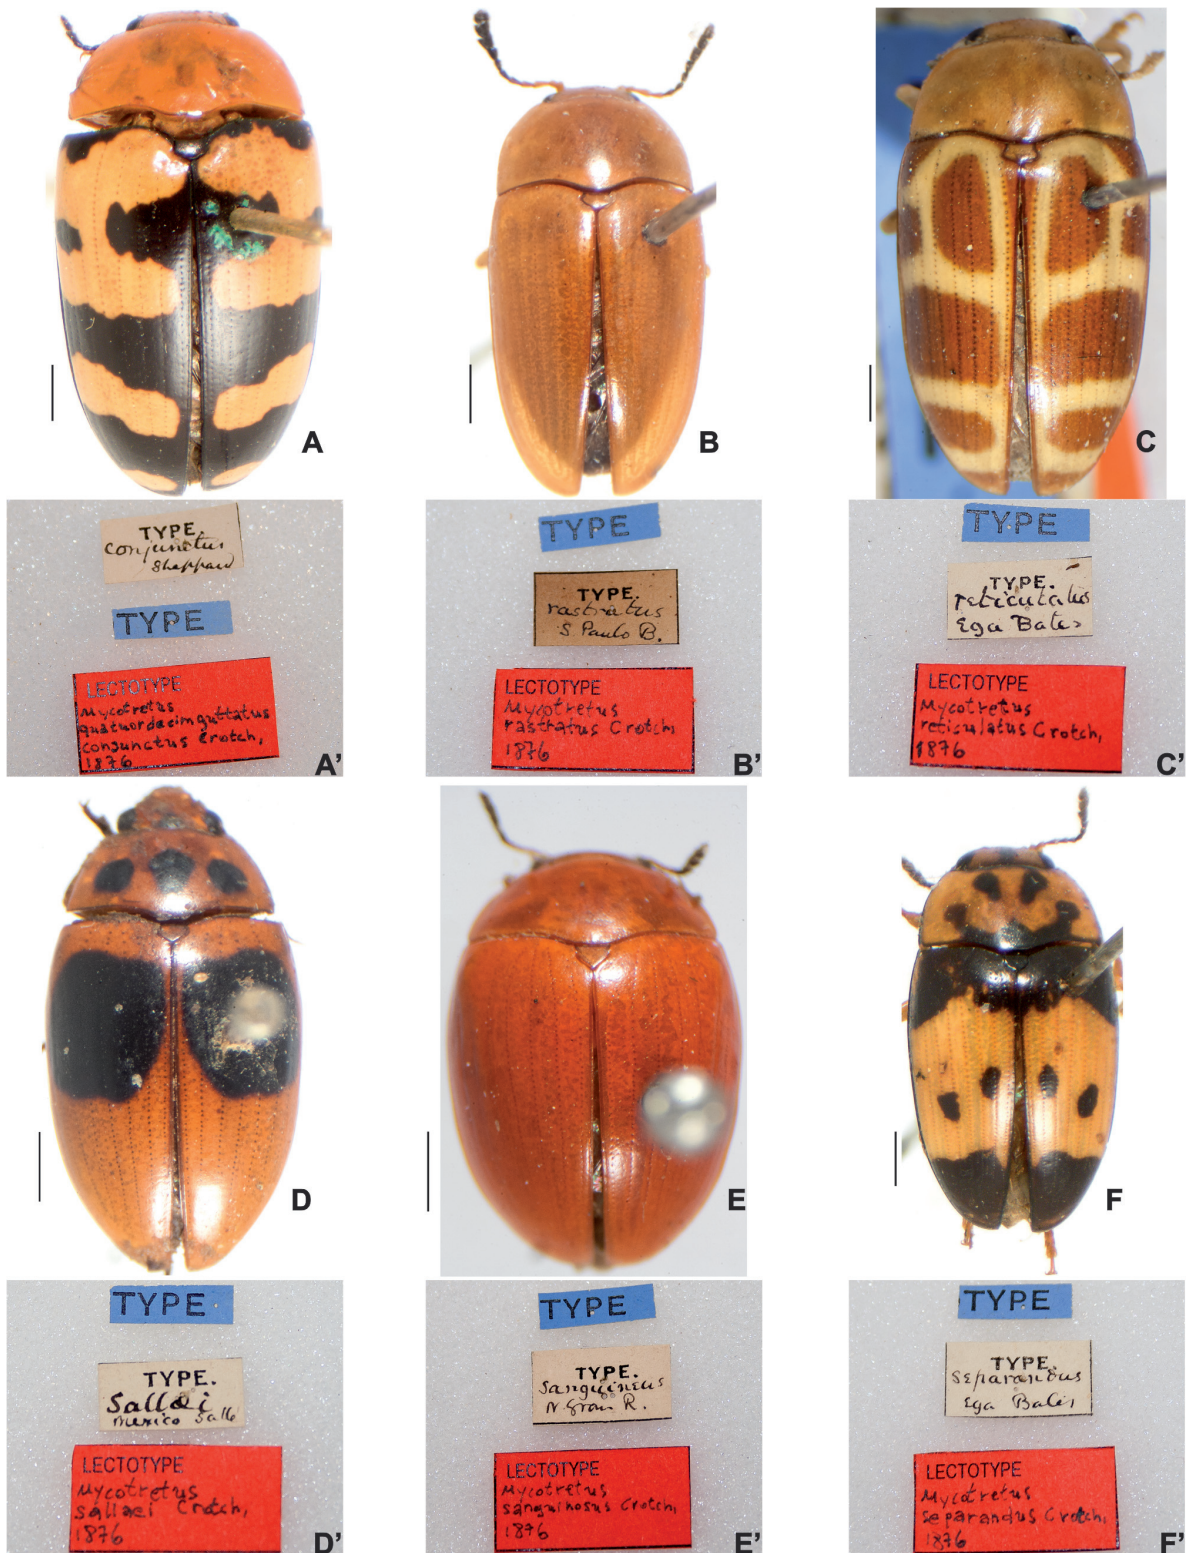 A
B
C
TYPE.
conjunctus
Sheppard
TYPE
LECTOTYPE
Mycotretus
quatuordecimguttatus
conjunctus Crotch,
1876
A'
TYPE
TYPE.
rastratus
S. Paulo B.
LECTOTYPE
Mycotretus
rastratus Crotch
1876
B'
TYPE
TYPE.
reticulatus
Ega Bates
LECTOTYPE
Mycotretus
reticulatus Crotch,
1876
C'
D
E
F
TYPE
TYPE.
Sallæi
Mexico Sallé
LECTOTYPE
Mycotretus
sallaei Crotch,
1876
D'
TYPE
TYPE.
Sanguineus
N. Gran R.
LECTOTYPE
Mycotretus
sanguinosus Crotch,
1876
E'
TYPE
TYPE.
separandus
Ega Bates
LECTOTYPE
Mycotretus
separandus Crotch,
1876
F'